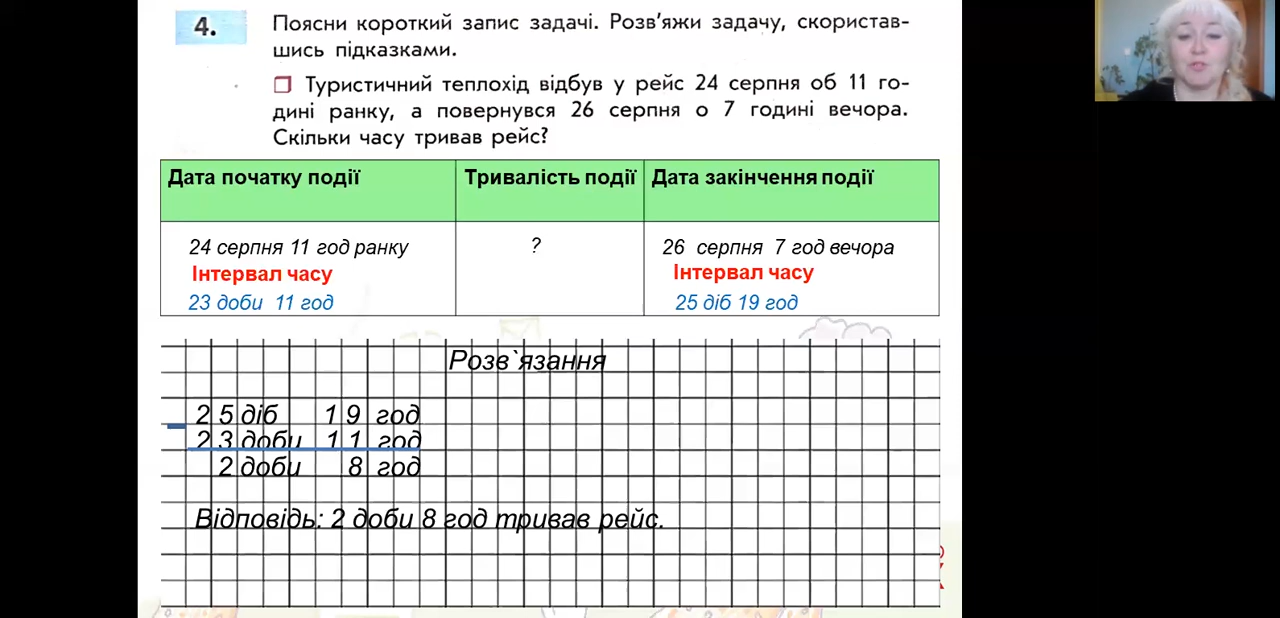 4.
Поясни короткий запис задачі. Розв’яжи задачу, скористав-
шись підказками.
❒ Туристичний теплохід відбув у рейс 24 серпня об 11 го-
дині ранку, а повернувся 26 серпня о 7 годині вечора.
Скільки часу тривав рейс?
Дата початку події Тривалість події Дата закінчення події
24 серпня 11 год ранку ? 26 серпня 7 год вечора
Інтервал часу Інтервал часу
23 доби 11 год 25 діб 19 год
Розв`язання
25 діб 19 год
- 23 доби 11 год
2 доби 8 год
Відповідь: 2 доби 8 год тривав рейс.